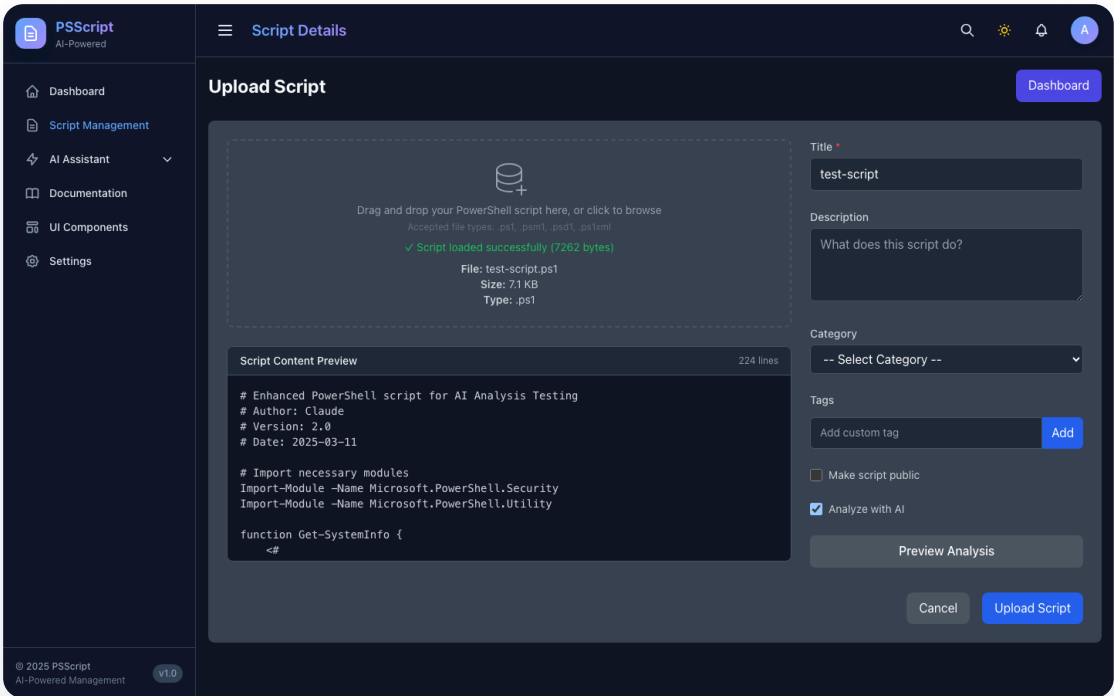 PSScript
AI-Powered
Dashboard
Script Management
AI Assistant
Documentation
UI Components
Settings
© 2025 PSScript
AI-Powered Management
v1.0
Script Details
A
Upload Script
Dashboard
Drag and drop your PowerShell script here, or click to browse
Accepted file types: .ps1, .psm1, .psd1, .ps1xml
✓ Script loaded successfully (7262 bytes)
File: test-script.ps1
Size: 7.1 KB
Type: .ps1
Script Content Preview
224 lines
# Enhanced PowerShell script for AI Analysis Testing
# Author: Claude
# Version: 2.0
# Date: 2025-03-11
# Import necessary modules
Import-Module -Name Microsoft.PowerShell.Security
Import-Module -Name Microsoft.PowerShell.Utility
function Get-SystemInfo {
<#
Title *
test-script
Description
What does this script do?
Category
-- Select Category --
Tags
Add custom tag
Add
Make script public
Analyze with AI
Preview Analysis
Cancel
Upload Script